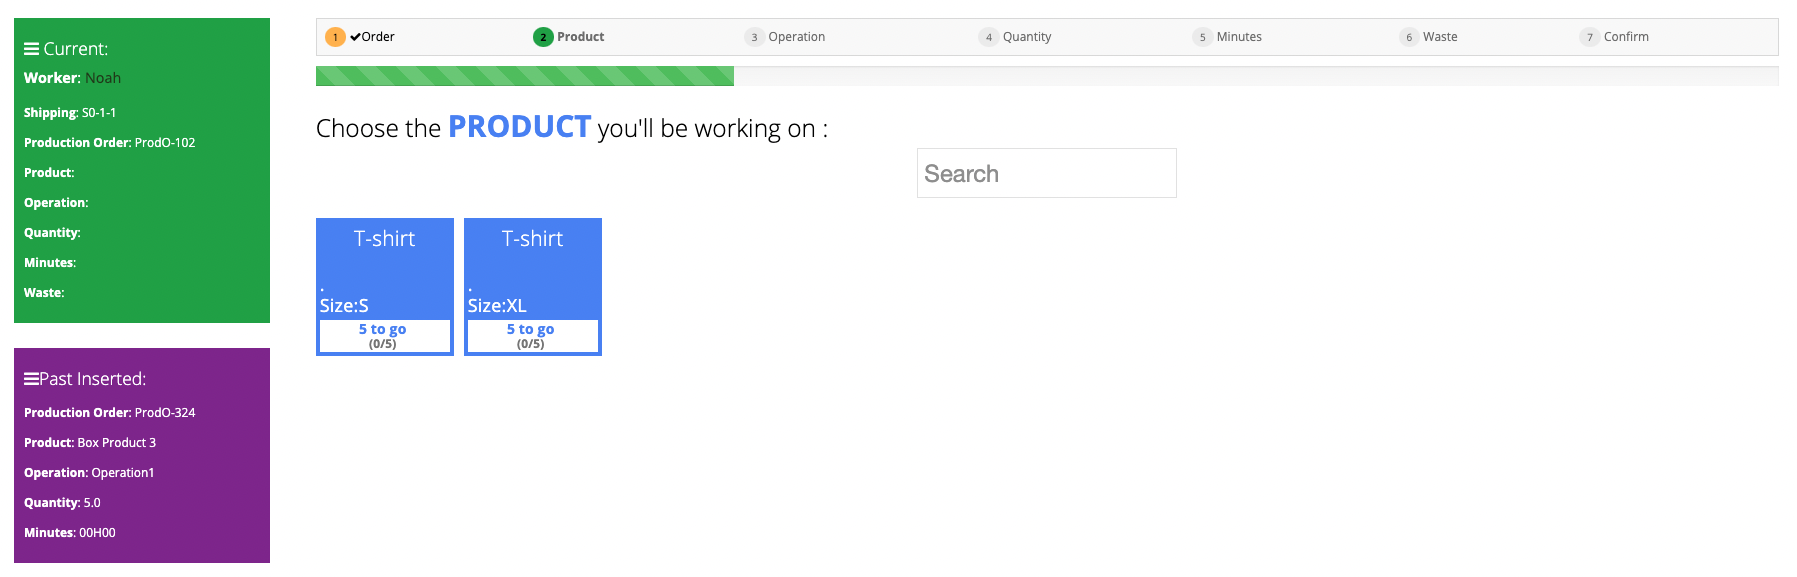 Current:
Worker: Noah
Shipping: S0-1-1
Production Order: ProdO-102
Product:
Operation:
Quantity:
Minutes:
Waste:
Past Inserted:
Production Order: ProdO-324
Product: Box Product 3
Operation: Operation1
Quantity: 5.0
Minutes: 00H00
1 Order 2 Product 3 Operation 4 Quantity 5 Minutes 6 Waste 7 Confirm
Choose the PRODUCT you'll be working on :
Search
T-shirt
.
Size:S
5 to go
(0/5)
T-shirt
.
Size:XL
5 to go
(0/5)